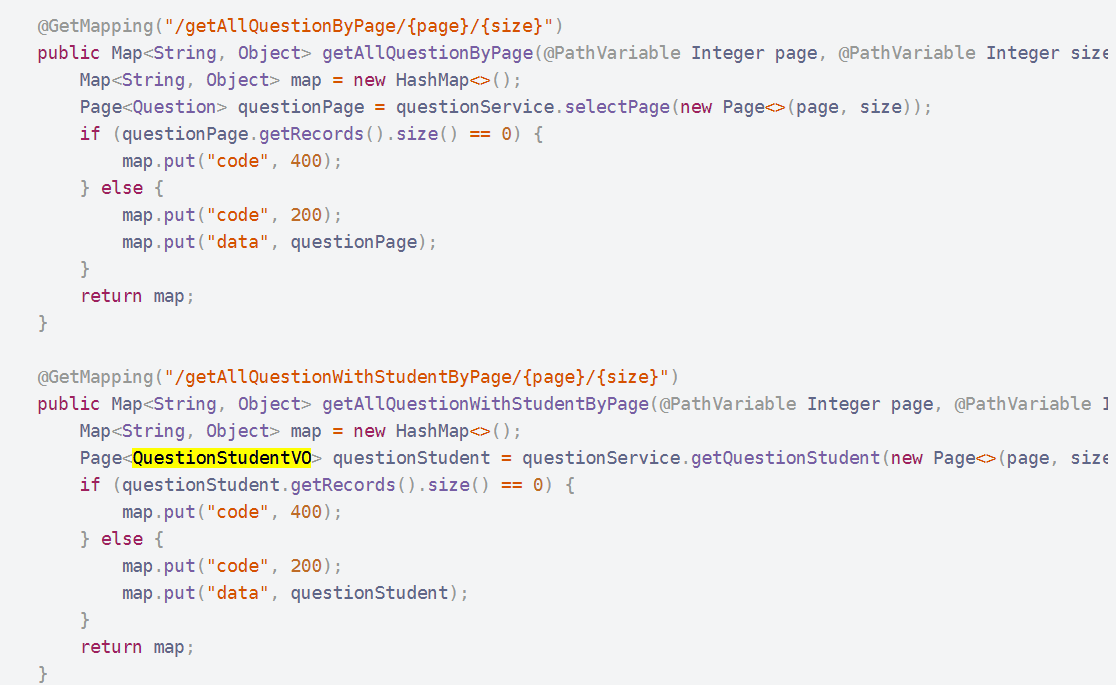 @GetMapping("/getAllQuestionByPage/{page}/{size}")
public Map<String, Object> getAllQuestionByPage(@PathVariable Integer page, @PathVariable Integer size
Map<String, Object> map = new HashMap<>();
Page<Question> questionPage = questionService.selectPage(new Page<>(page, size));
if (questionPage.getRecords().size() == 0) {
map.put("code", 400);
} else {
map.put("code", 200);
map.put("data", questionPage);
}
return map;
}
@GetMapping("/getAllQuestionWithStudentByPage/{page}/{size}")
public Map<String, Object> getAllQuestionWithStudentByPage(@PathVariable Integer page, @PathVariable
Map<String, Object> map = new HashMap<>();
Page<QuestionStudentVO> questionStudent = questionService.getQuestionStudent(new Page<>(page, size
if (questionStudent.getRecords().size() == 0) {
map.put("code", 400);
} else {
map.put("code", 200);
map.put("data", questionStudent);
}
return map;
}